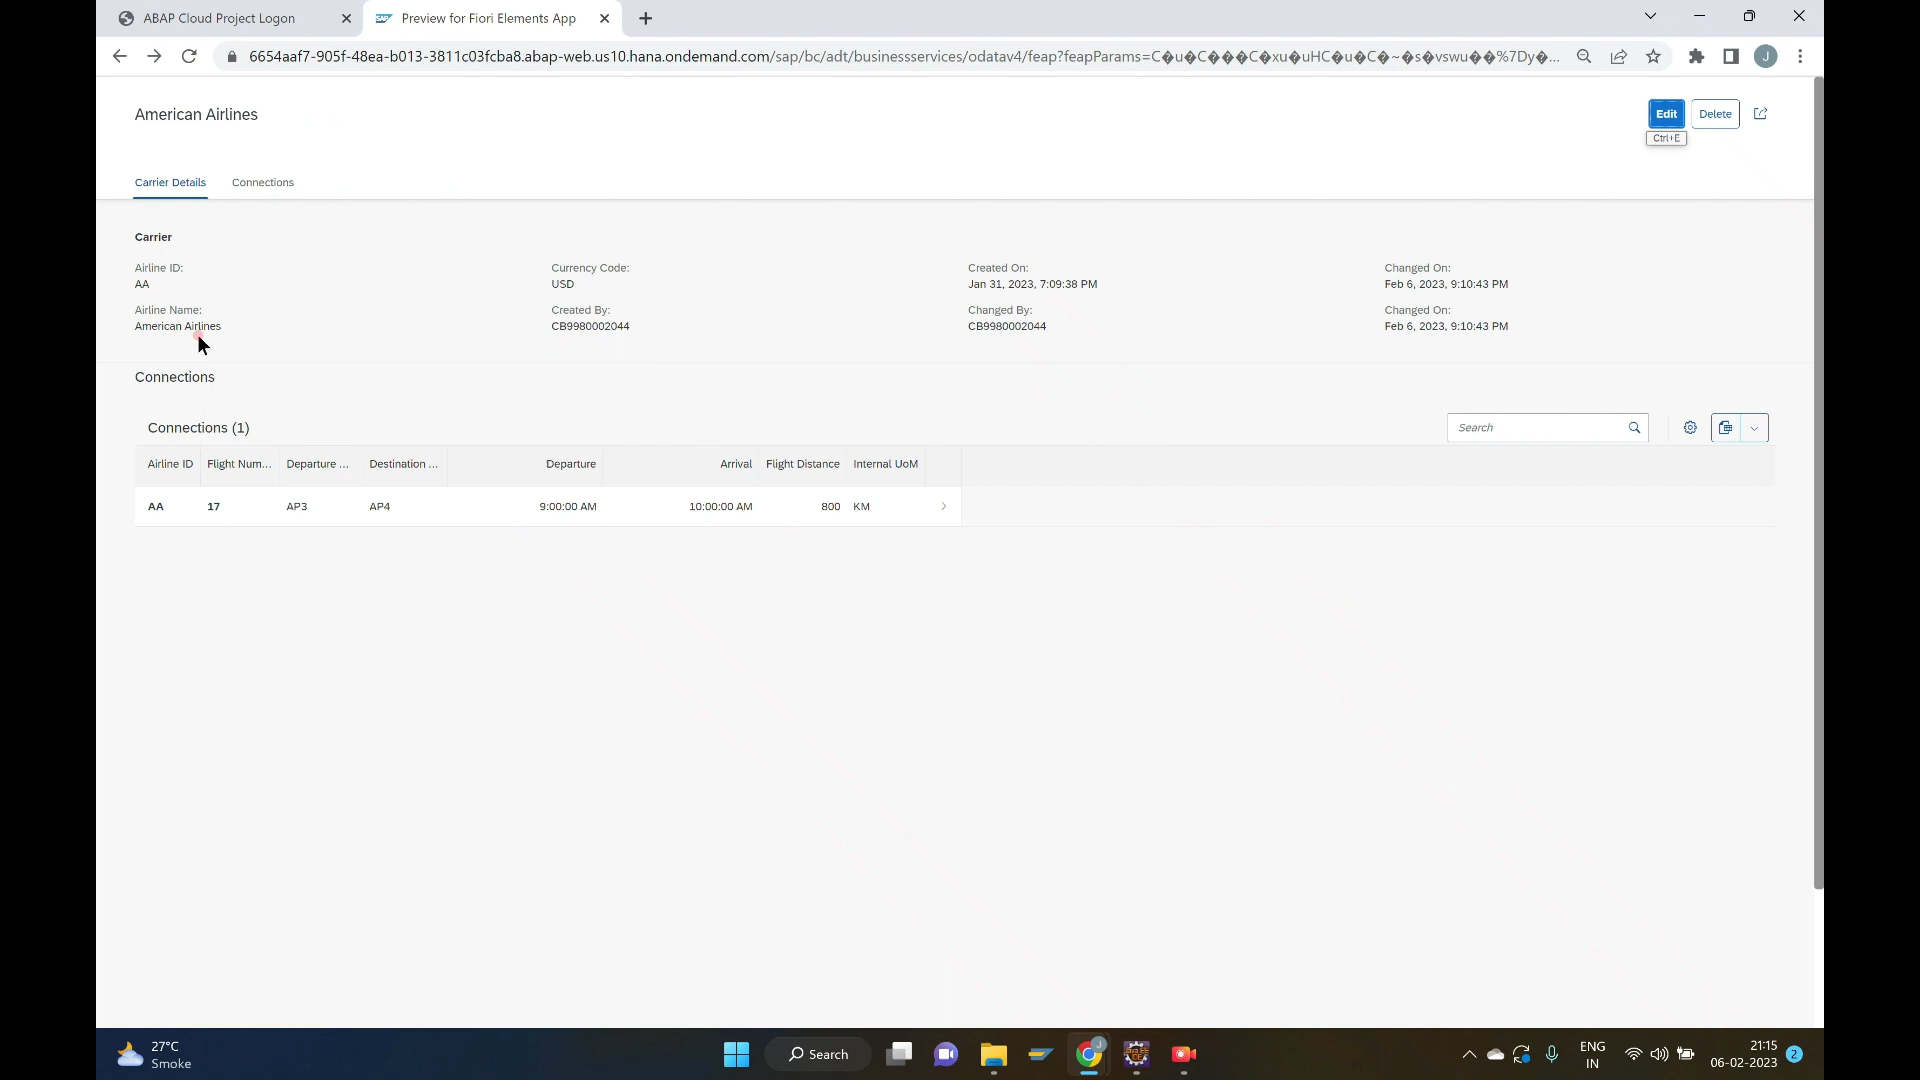 ABAP Cloud Project Logon
Preview for Fiori Elements App
6654aaf7-905f-48ea-b013-3811c03fcba8.abap-web.us10.hana.ondemand.com/sap/bc/adt/businessservices/odatav4/feap?feapParams=C�u�C���C�xu�uHC�u�C�~�s�vswu��%7Dy�...
J
American Airlines
Edit
Delete
Ctrl+E
Carrier Details
Connections
Carrier
Airline ID:
AA
Currency Code:
USD
Created On:
Jan 31, 2023, 7:09:38 PM
Changed On:
Feb 6, 2023, 9:10:43 PM
Airline Name:
American Airlines
Created By:
CB9980002044
Changed By:
CB9980002044
Changed On:
Feb 6, 2023, 9:10:43 PM
Connections
Connections (1)
Search
Airline ID Flight Num... Departure ... Destination ... Departure Arrival Flight Distance Internal UoM
AA 17 AP3 AP4 9:00:00 AM 10:00:00 AM 800 KM
27°C
Smoke
Search
J
ENG
IN
21:15
06-02-2023
2